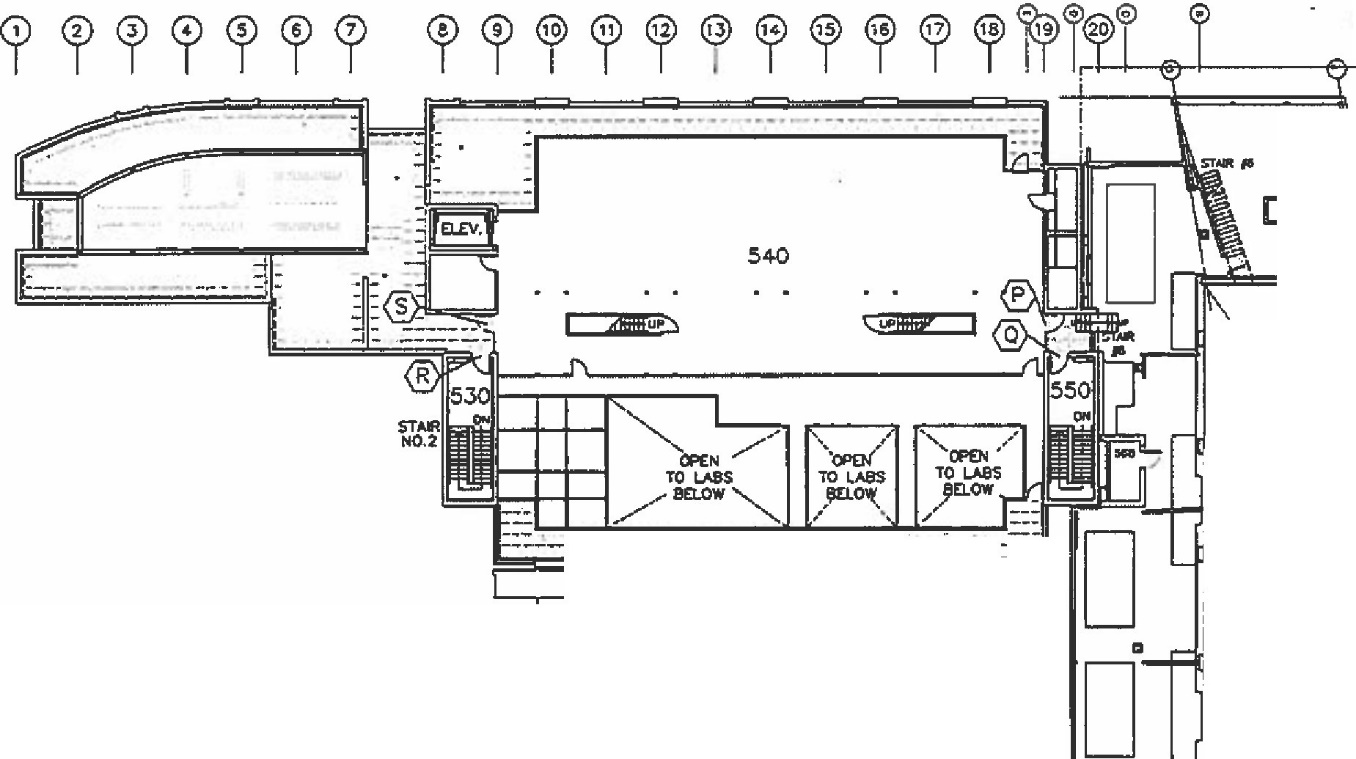 1 2 3 4 5 6 7 8 9 10 11 12 13 14 15 16 17 18 19 20
STAIR #6
ELEV.
540
S
P
UP
UP
Q
STAIR
R
530
550
DN
DN
STAIR
NO.2
OPEN
TO LABS
BELOW
OPEN
TO LABS
BELOW
OPEN
TO LABS
BELOW